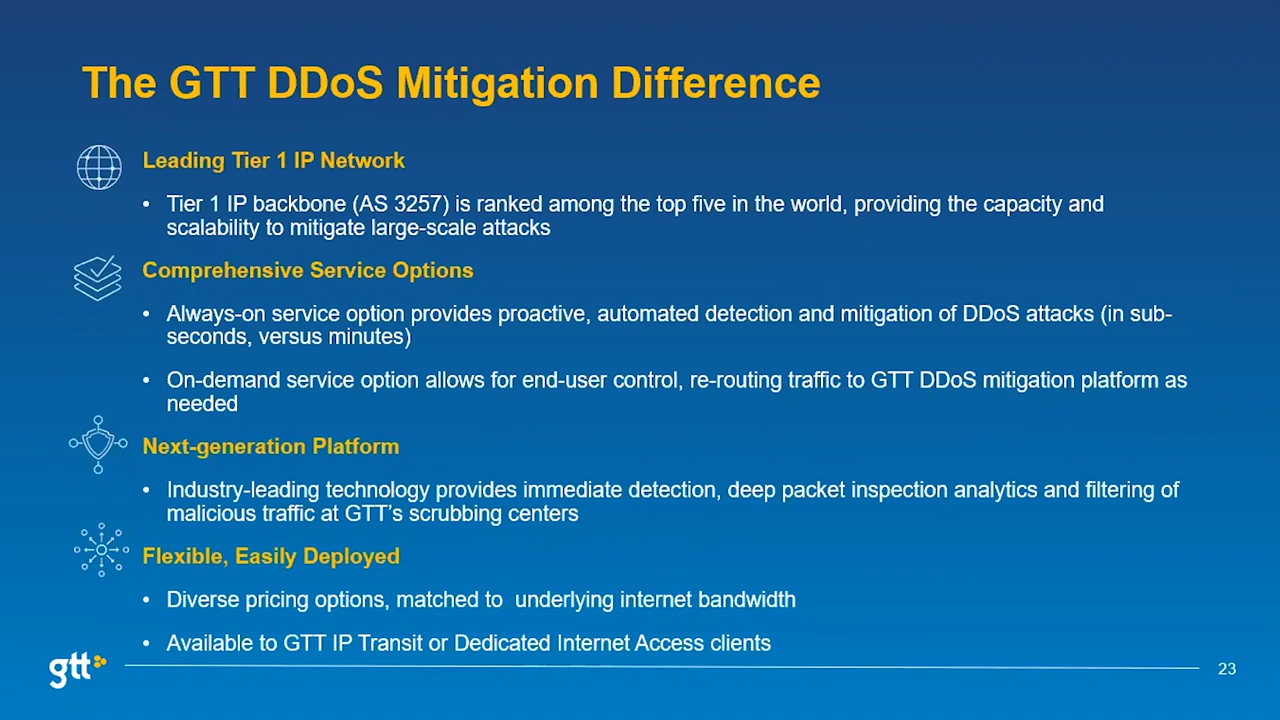 The GTT DDoS Mitigation Difference
Leading Tier 1 IP Network
• Tier 1 IP backbone (AS 3257) is ranked among the top five in the world, providing the capacity and
scalability to mitigate large-scale attacks
Comprehensive Service Options
• Always-on service option provides proactive, automated detection and mitigation of DDoS attacks (in sub-
seconds, versus minutes)
• On-demand service option allows for end-user control, re-routing traffic to GTT DDoS mitigation platform as
needed
Next-generation Platform
• Industry-leading technology provides immediate detection, deep packet inspection analytics and filtering of
malicious traffic at GTT’s scrubbing centers
Flexible, Easily Deployed
• Diverse pricing options, matched to  underlying internet bandwidth
• Available to GTT IP Transit or Dedicated Internet Access clients
gtt
23